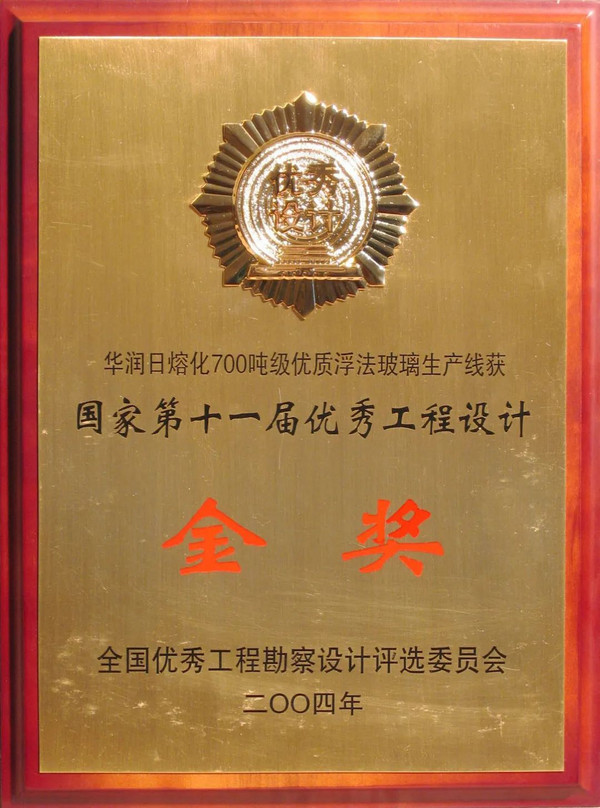 优秀
设计
华润日熔化700吨级优质浮法玻璃生产线获
国家第十一届优秀工程设计
金奖
全国优秀工程勘察设计评选委员会
二〇〇四年